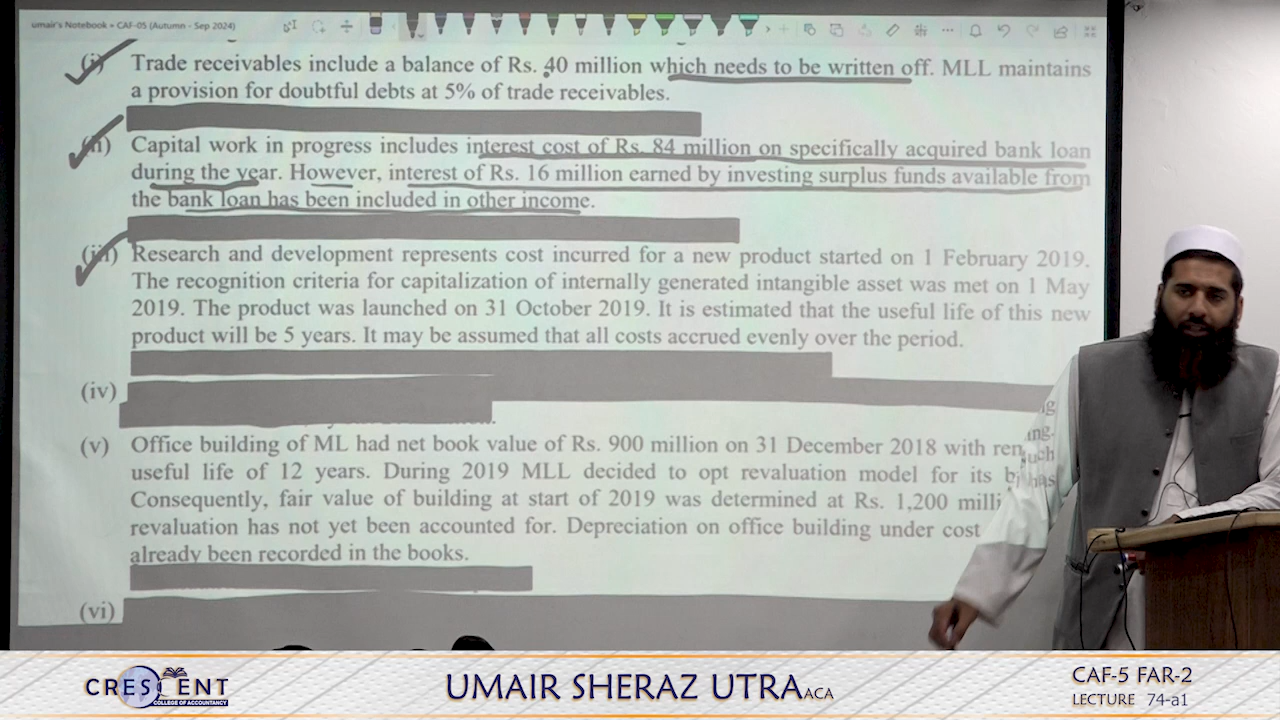 umair's Notebook » CAF-05 (Autumn - Sep 2024)
(i) Trade receivables include a balance of Rs. 40 million which needs to be written off. MLL maintains
a provision for doubtful debts at 5% of trade receivables.
(ii) Capital work in progress includes interest cost of Rs. 84 million on specifically acquired bank loan
during the year. However, interest of Rs. 16 million earned by investing surplus funds available from
the bank loan has been included in other income.
(iii) Research and development represents cost incurred for a new product started on 1 February 2019.
The recognition criteria for capitalization of internally generated intangible asset was met on 1 May
2019. The product was launched on 31 October 2019. It is estimated that the useful life of this new
product will be 5 years. It may be assumed that all costs accrued evenly over the period.
(iv)
(v) Office building of ML had net book value of Rs. 900 million on 31 December 2018 with
useful life of 12 years. During 2019 MLL decided to opt revaluation model for its
Consequently, fair value of building at start of 2019 was determined at Rs. 1,200
revaluation has not yet been accounted for. Depreciation on office building under cost
already been recorded in the books.
(vi)
CRESCENT
COLLEGE OF ACCOUNTANCY
UMAIR SHERAZ UTRA ACA
CAF-5 FAR-2
LECTURE 74-a1